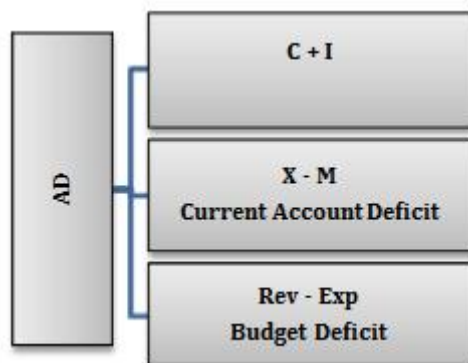 AD
C + I
X - M
Current Account Deficit
Rev - Exp
Budget Deficit